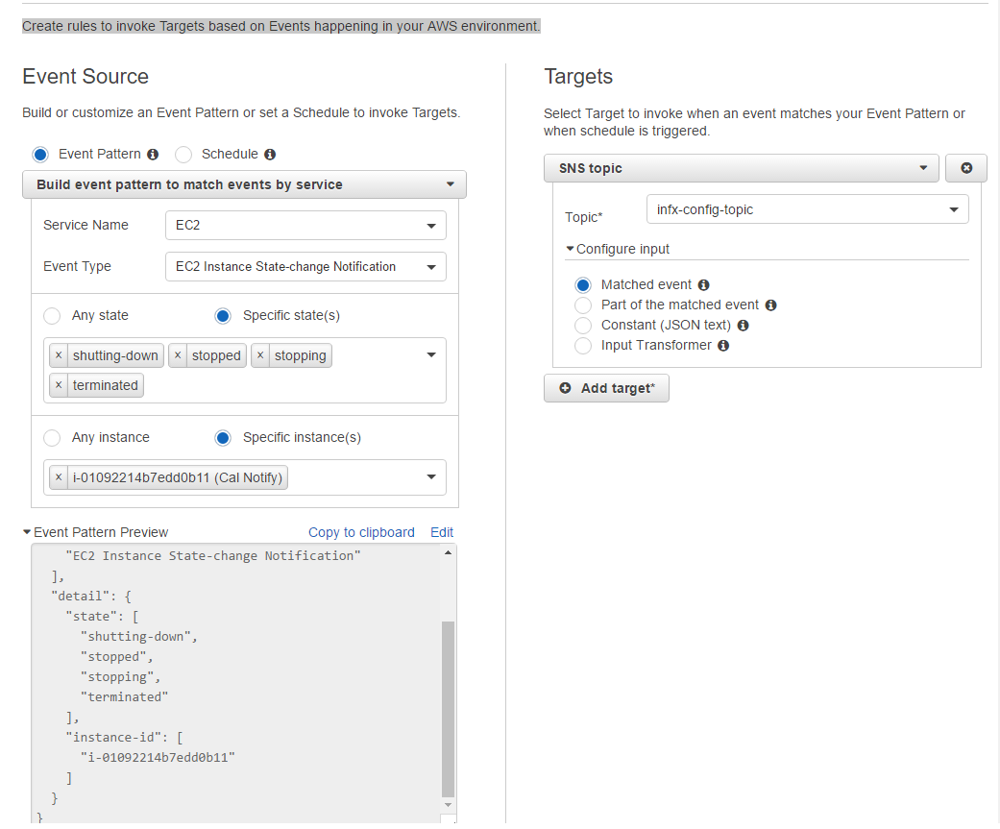 Create rules to invoke Targets based on Events happening in your AWS environment.
Event Source
Build or customize an Event Pattern or set a Schedule to invoke Targets.
Event Pattern
Schedule
Build event pattern to match events by service
Service Name
EC2
Event Type
EC2 Instance State-change Notification
Any state
Specific state(s)
× shutting-down × stopped × stopping
× terminated
Any instance
Specific instance(s)
× i-01092214b7edd0b11 (Cal Notify)
Event Pattern Preview
Copy to clipboard
Edit
"EC2 Instance State-change Notification"
],
"detail": {
"state": [
"shutting-down",
"stopped",
"stopping",
"terminated"
],
"instance-id": [
"i-01092214b7edd0b11"
]
}
}
Targets
Select Target to invoke when an event matches your Event Pattern or
when schedule is triggered.
SNS topic
Topic*
infx-config-topic
Configure input
Matched event
Part of the matched event
Constant (JSON text)
Input Transformer
Add target*